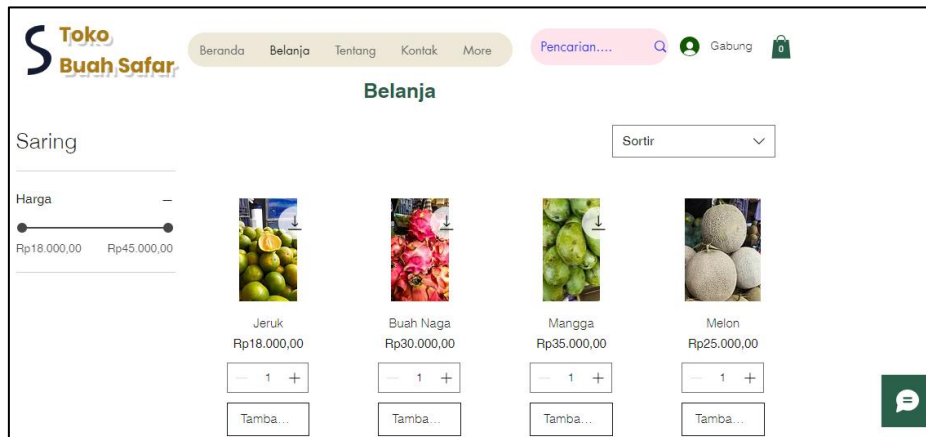 S Toko
Buah Safar
Beranda Belanja Tentang Kontak More
Pencarian....
Gabung
0
Belanja
Saring
Sortir
Harga
Rp18.000,00 Rp45.000,00
Jeruk Buah Naga Mangga Melon
Rp18.000,00 Rp30.000,00 Rp35.000,00 Rp25.000,00
1 1 1 1
Tamba... Tamba... Tamba... Tamba...